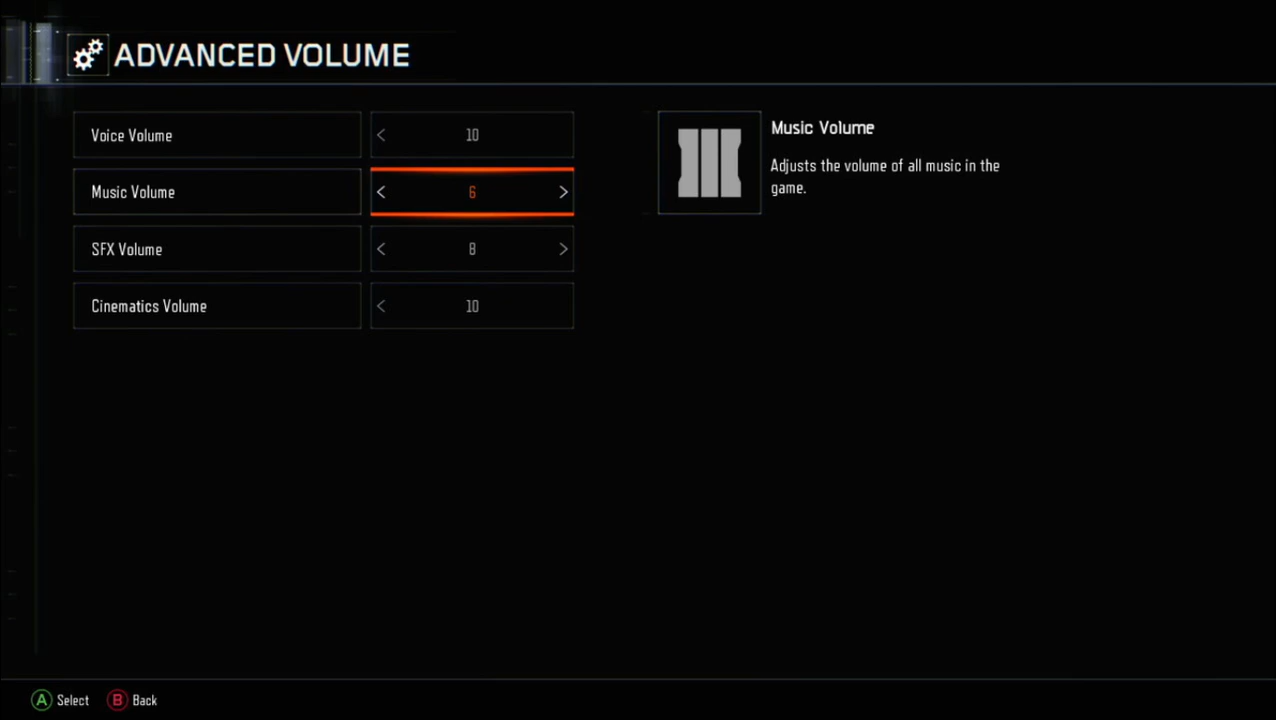 ADVANCED VOLUME
Voice Volume
< 10
Music Volume
< 6 >
SFX Volume
< 8 >
Cinematics Volume
< 10
Music Volume
Adjusts the volume of all music in the
game.
A Select B Back